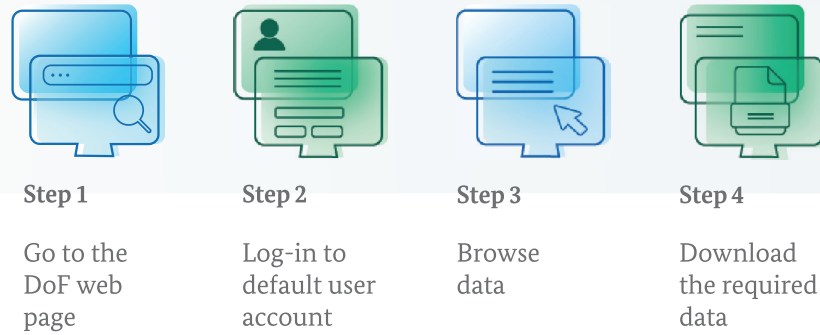 Step 1
Go to the
DoF web
page
Step 2
Log-in to
default user
account
Step 3
Browse
data
Step 4
Download
the required
data